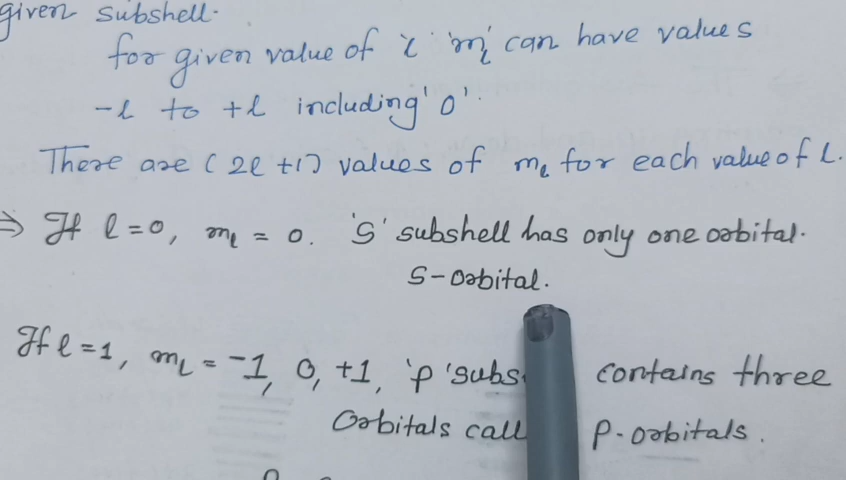 given subshell.
for given value of 'l' 'ml' can have values
-l to +l including '0'.
There are (2l+1) values of ml for each value of l.
⇒ If l=0, ml = 0. 'S' subshell has only one orbital.
S-orbital.
If l=1, ml = -1, 0, +1, 'p' subs contains three
Orbitals call P-orbitals.